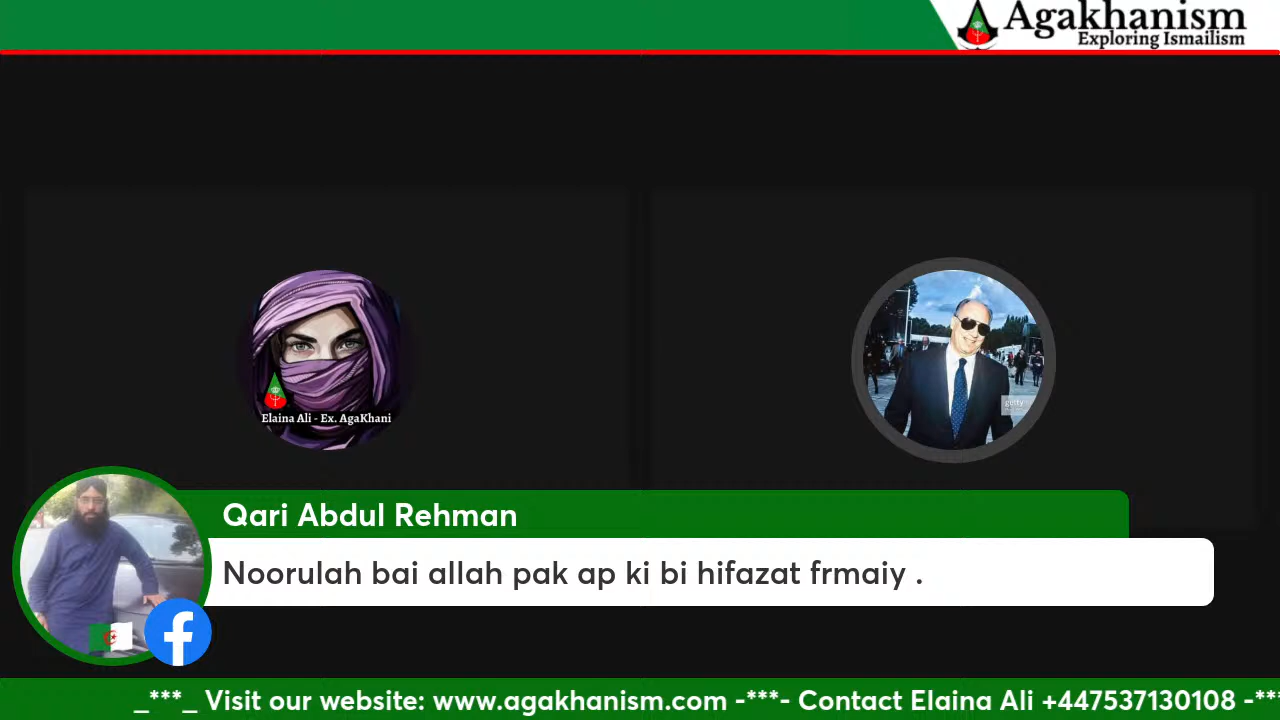 Agakhanism
Exploring Ismailism
Elaina Ali - Ex. AgaKhani
Qari Abdul Rehman
Noorulah bai allah pak ap ki bi hifazat frmaiy .
_***_ Visit our website: www.agakhanism.com -***- Contact Elaina Ali +447537130108 -***